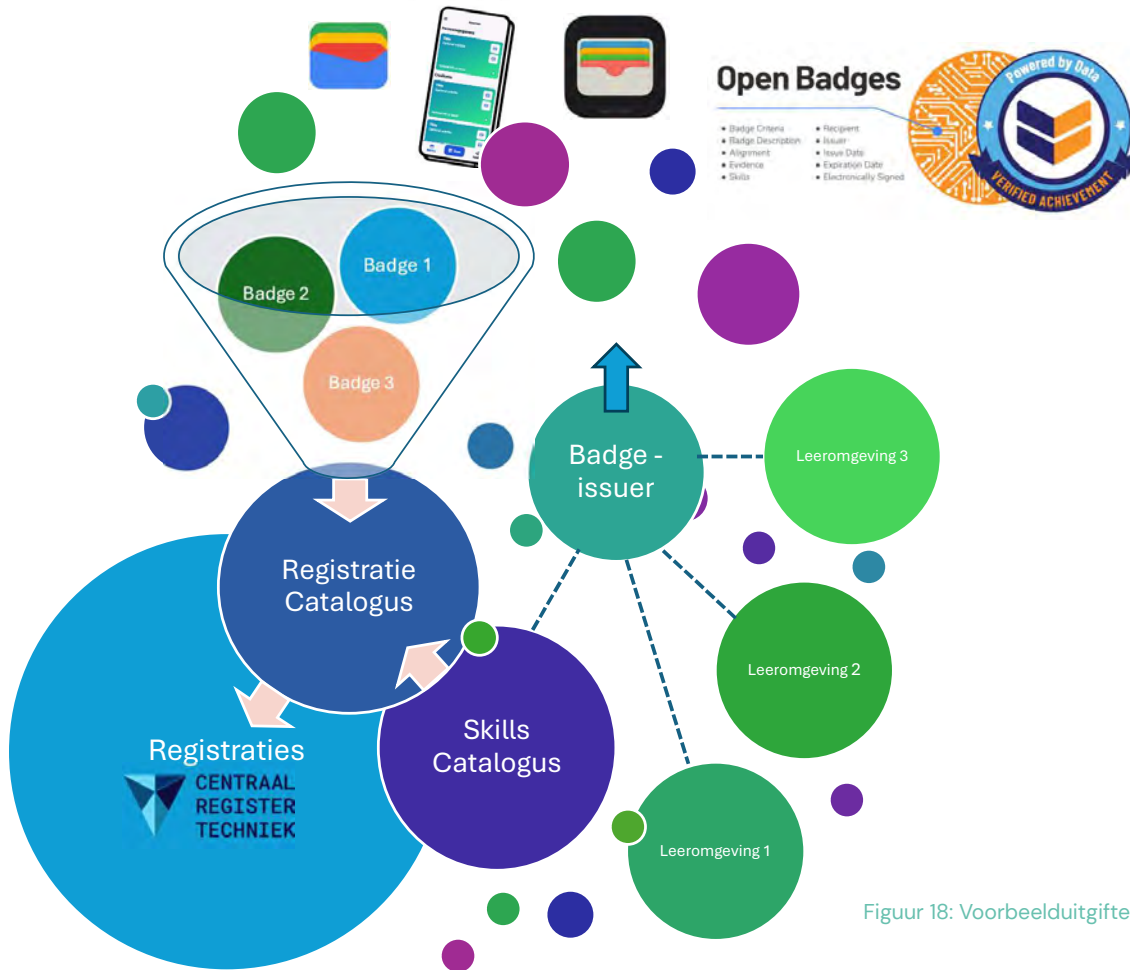 Open Badges
• Badge Criteria
• Badge Description
• Alignment
• Evidence
• Skills
• Recipient
• Issuer
• Issue Date
• Expiration Date
• Electronically Signed
Powered by Data
VERIFIED ACHIEVEMENT
Badge 1
Badge 2
Badge 3
Badge -
issuer
Leeromgeving 3
Registratie
Catalogus
Leeromgeving 2
Skills
Catalogus
Registraties
CENTRAAL
REGISTER
TECHNIEK
Leeromgeving 1
Figuur 18: Voorbeelduitgifte